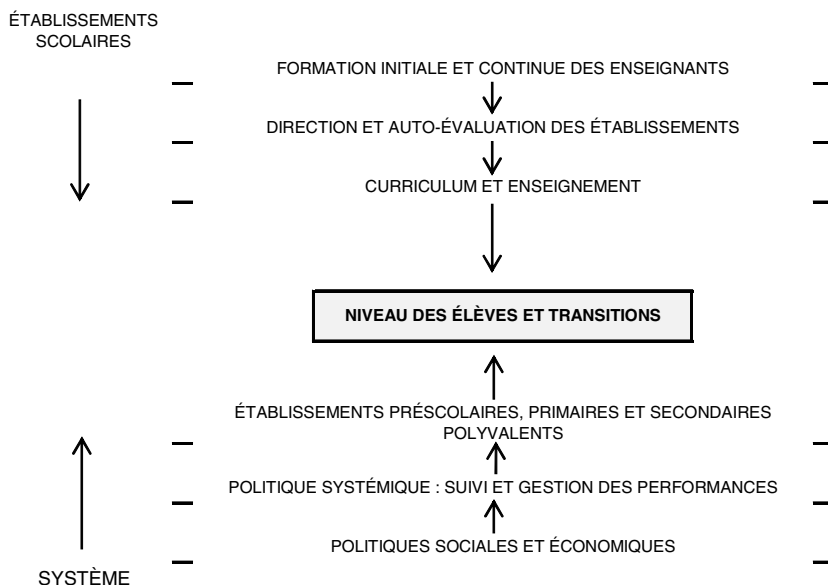 ÉTABLISSEMENTS
SCOLAIRES
FORMATION INITIALE ET CONTINUE DES ENSEIGNANTS
DIRECTION ET AUTO-ÉVALUATION DES ÉTABLISSEMENTS
CURRICULUM ET ENSEIGNEMENT
NIVEAU DES ÉLÈVES ET TRANSITIONS
ÉTABLISSEMENTS PRÉSCOLAIRES, PRIMAIRES ET SECONDAIRES
POLYVALENTS
POLITIQUE SYSTÉMIQUE : SUIVI ET GESTION DES PERFORMANCES
POLITIQUES SOCIALES ET ÉCONOMIQUES
SYSTÈME